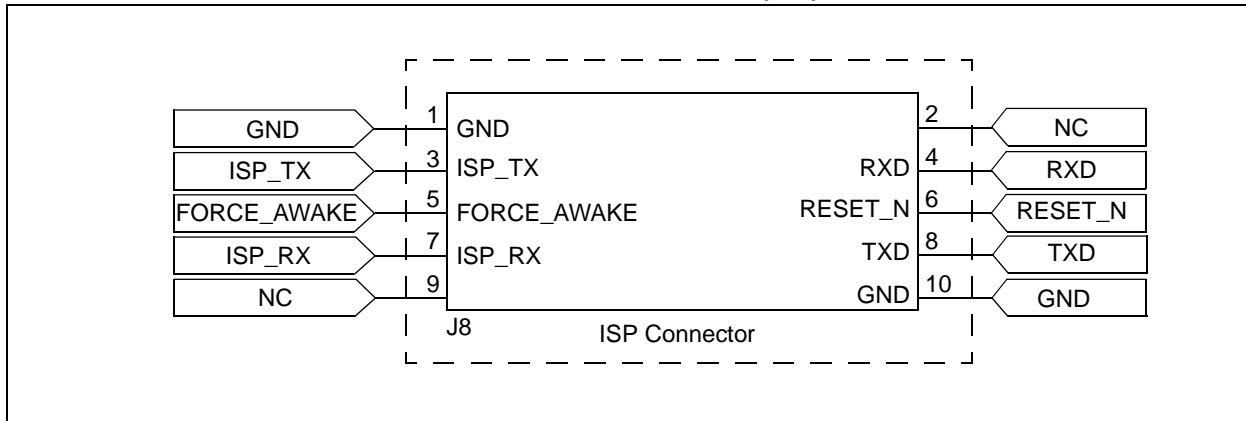 GND 1 GND 2 NC
ISP_TX 3 ISP_TX RXD 4 RXD
FORCE_AWAKE 5 FORCE_AWAKE RESET_N 6 RESET_N
ISP_RX 7 ISP_RX TXD 8 TXD
NC 9 GND 10 GND
J8 ISP Connector